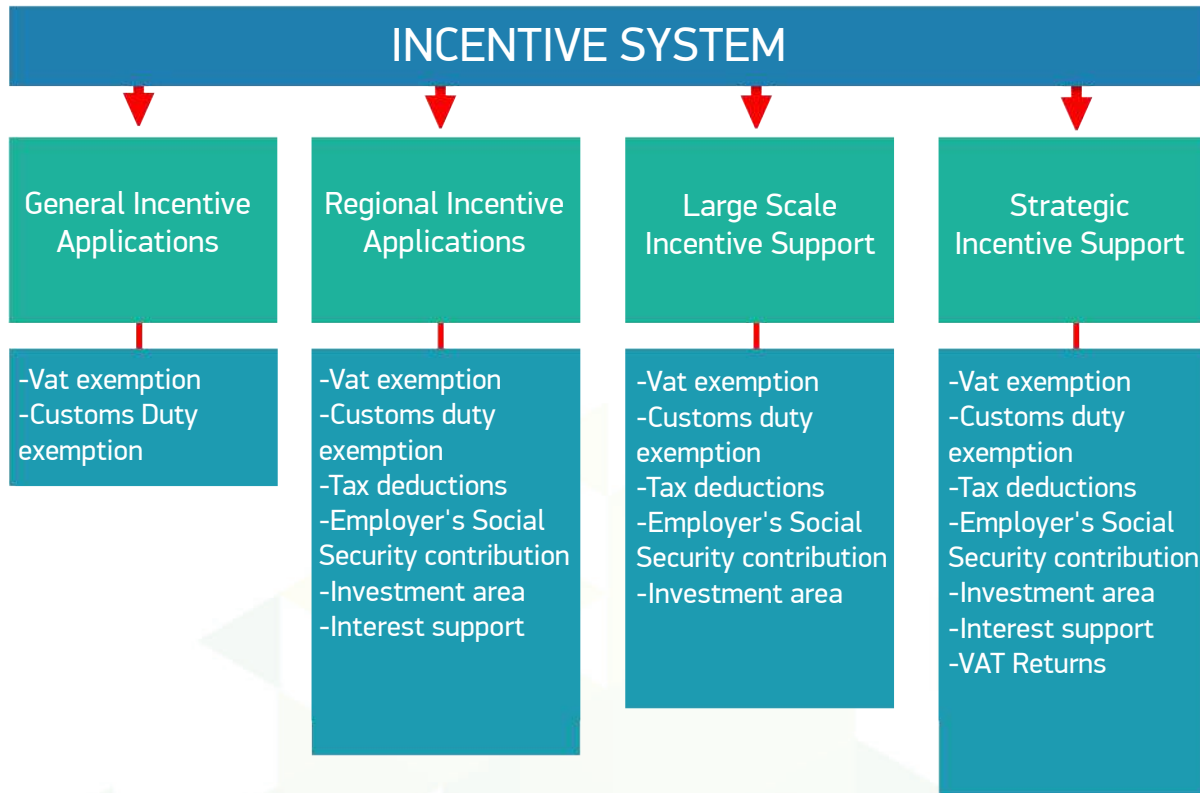 INCENTIVE SYSTEM
General Incentive
Applications
-Vat exemption
-Customs Duty
exemption
Regional Incentive
Applications
-Vat exemption
-Customs duty
exemption
-Tax deductions
-Employer's Social
Security contribution
-Investment area
-Interest support
Large Scale
Incentive Support
-Vat exemption
-Customs duty
exemption
-Tax deductions
-Employer's Social
Security contribution
-Investment area
Strategic
Incentive Support
-Vat exemption
-Customs duty
exemption
-Tax deductions
-Employer's Social
Security contribution
-Investment area
-Interest support
-VAT Returns